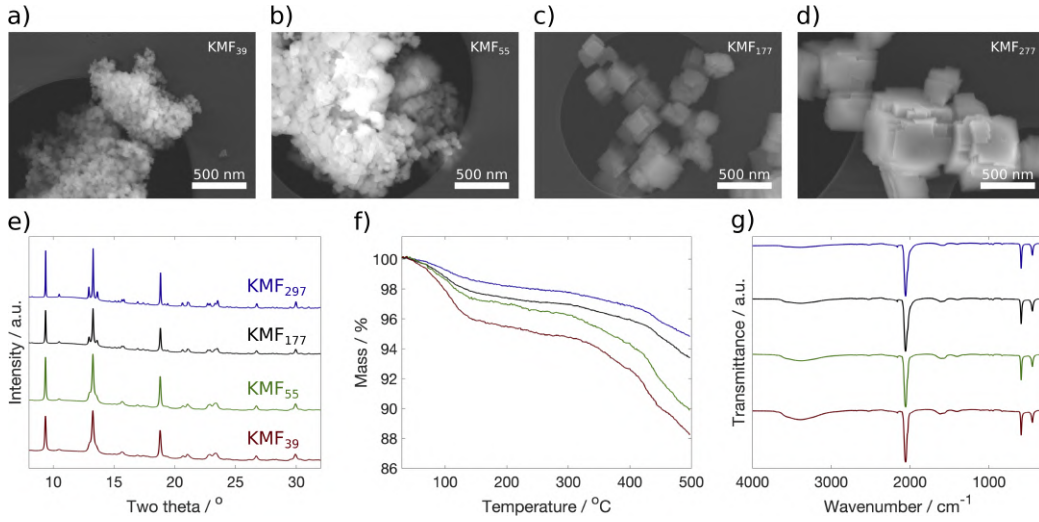 a)
b)
c)
d)
KMF39
KMF55
KMF177
KMF277
500 nm
500 nm
500 nm
500 nm
e)
f)
g)
Intensity / a.u.
KMF297
KMF177
KMF55
KMF39
10
15
20
25
30
Two theta / °
Mass / %
100
98
96
94
92
90
88
86
100
200
300
400
500
Temperature / °C
Transmittance / a.u.
4000
3000
2000
1000
Wavenumber / cm⁻¹